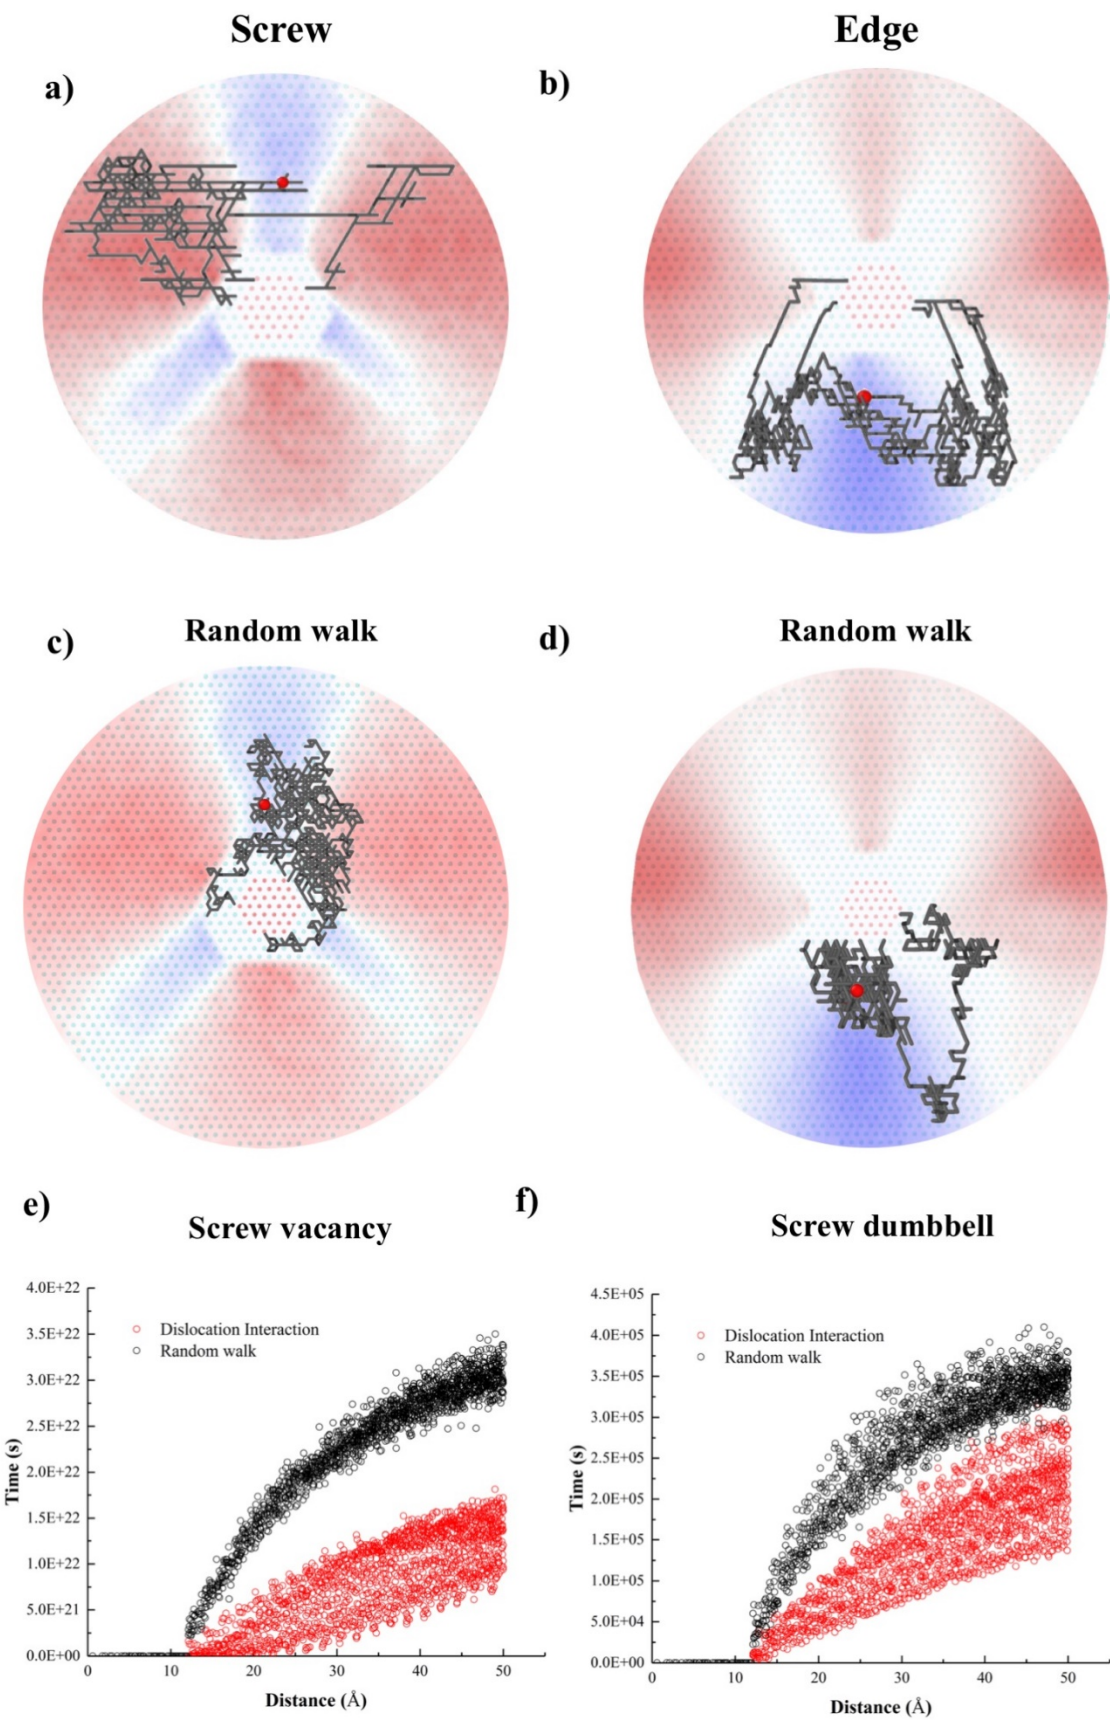 Screw
Edge
a)
b)
Random walk
Random walk
c)
d)
e)
f)
Screw vacancy
Screw dumbbell
4.0E+22
3.5E+22
3.0E+22
2.5E+22
2.0E+22
1.5E+22
1.0E+22
5.0E+21
0.0E+00
Time (s)
Dislocation Interaction
Random walk
0 10 20 30 40 50
Distance (Å)
4.5E+05
4.0E+05
3.5E+05
3.0E+05
2.5E+05
2.0E+05
1.5E+05
1.0E+05
5.0E+04
0.0E+00
Time (s)
Dislocation Interaction
Random walk
0 10 20 30 40 50
Distance (Å)